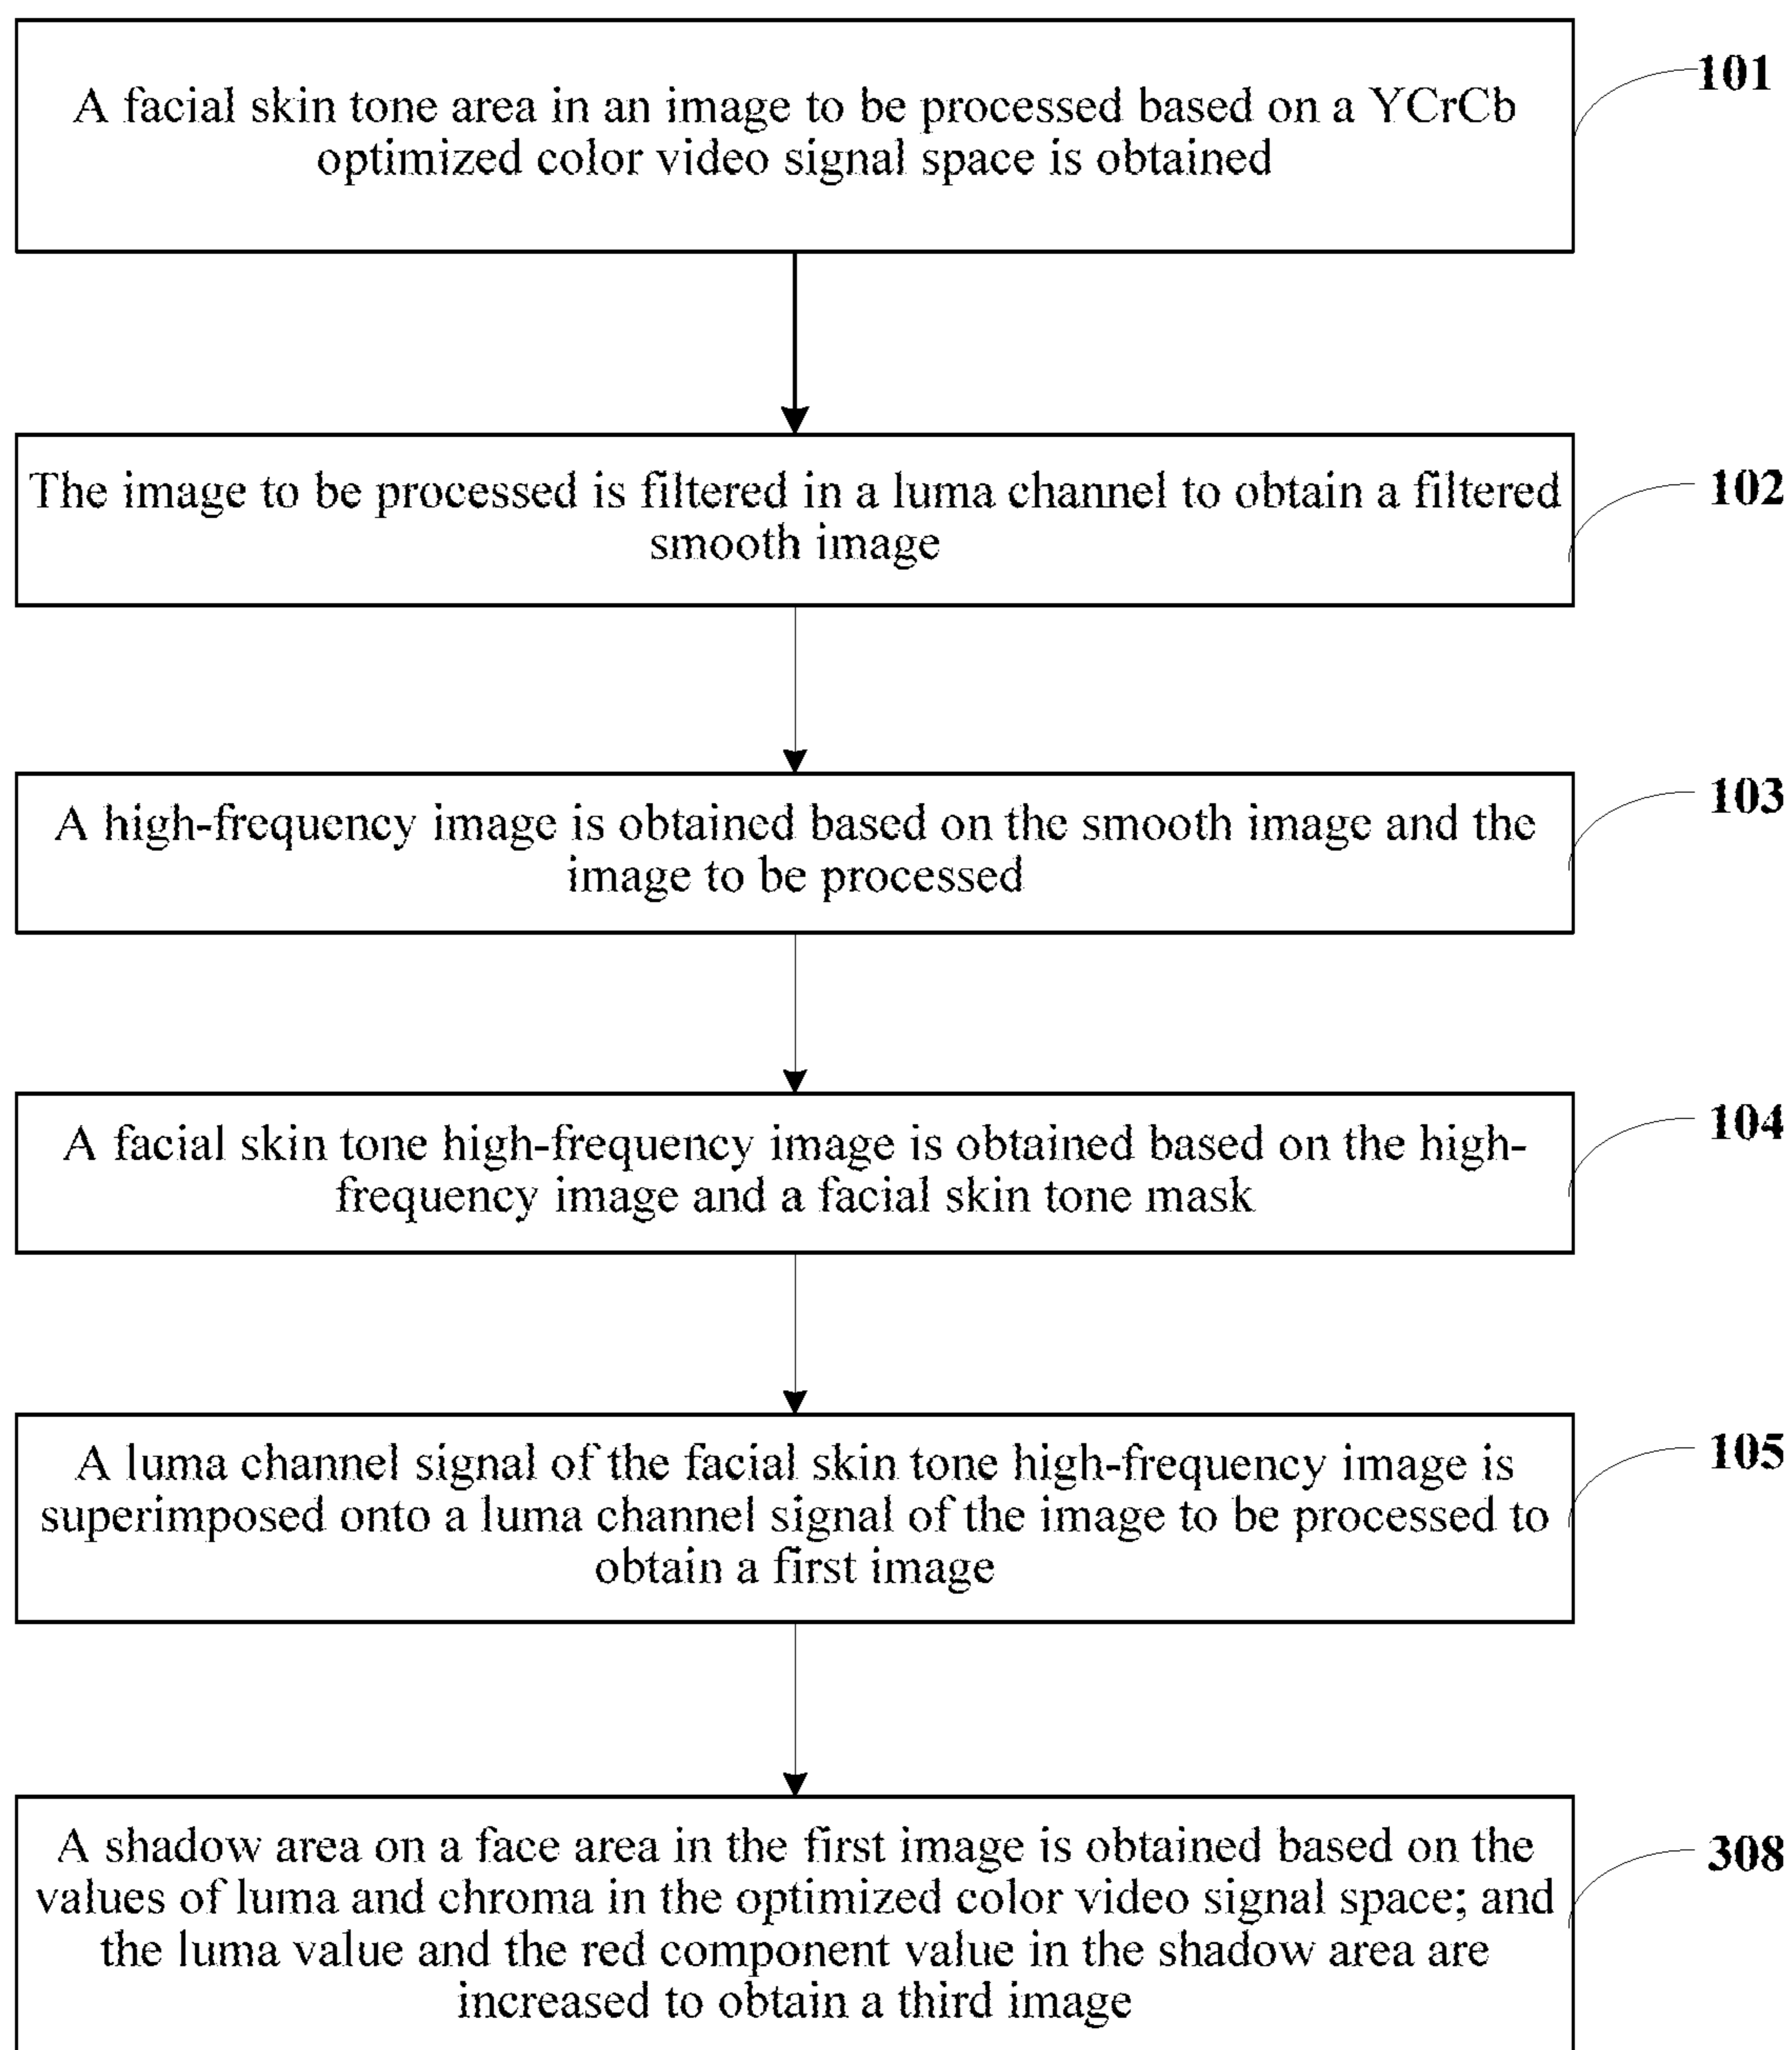 A facial skin tone area in an image to be processed based on a YCrCb
optimized color video signal space is obtained
101
The image to be processed is filtered in a luma channel to obtain a filtered
smooth image
102
A high-frequency image is obtained based on the smooth image and the
image to be processed
103
A facial skin tone high-frequency image is obtained based on the high-
frequency image and a facial skin tone mask
104
A luma channel signal of the facial skin tone high-frequency image is
superimposed onto a luma channel signal of the image to be processed to
obtain a first image
105
A shadow area on a face area in the first image is obtained based on the
values of luma and chroma in the optimized color video signal space; and
the luma value and the red component value in the shadow area are
increased to obtain a third image
308